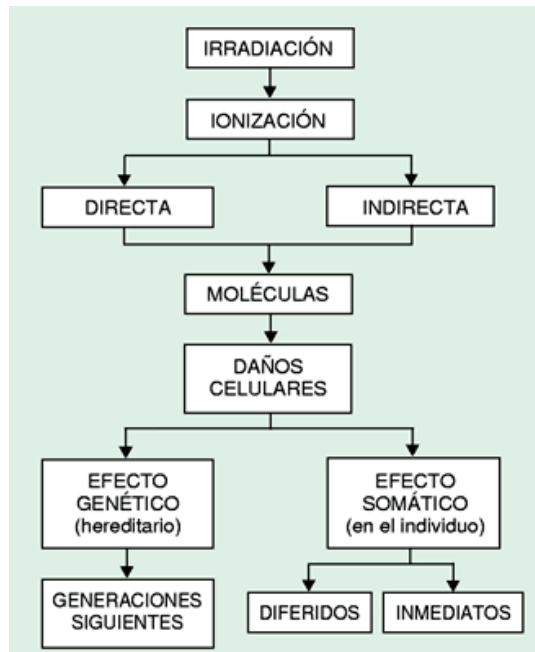 IRRADIACIÓN
IONIZACIÓN
DIRECTA
INDIRECTA
MOLÉCULAS
DAÑOS
CELULARES
EFECTO
GENÉTICO
(hereditario)
EFECTO
SOMÁTICO
(en el individuo)
GENERACIONES
SIGUIENTES
DIFERIDOS
INMEDIATOS